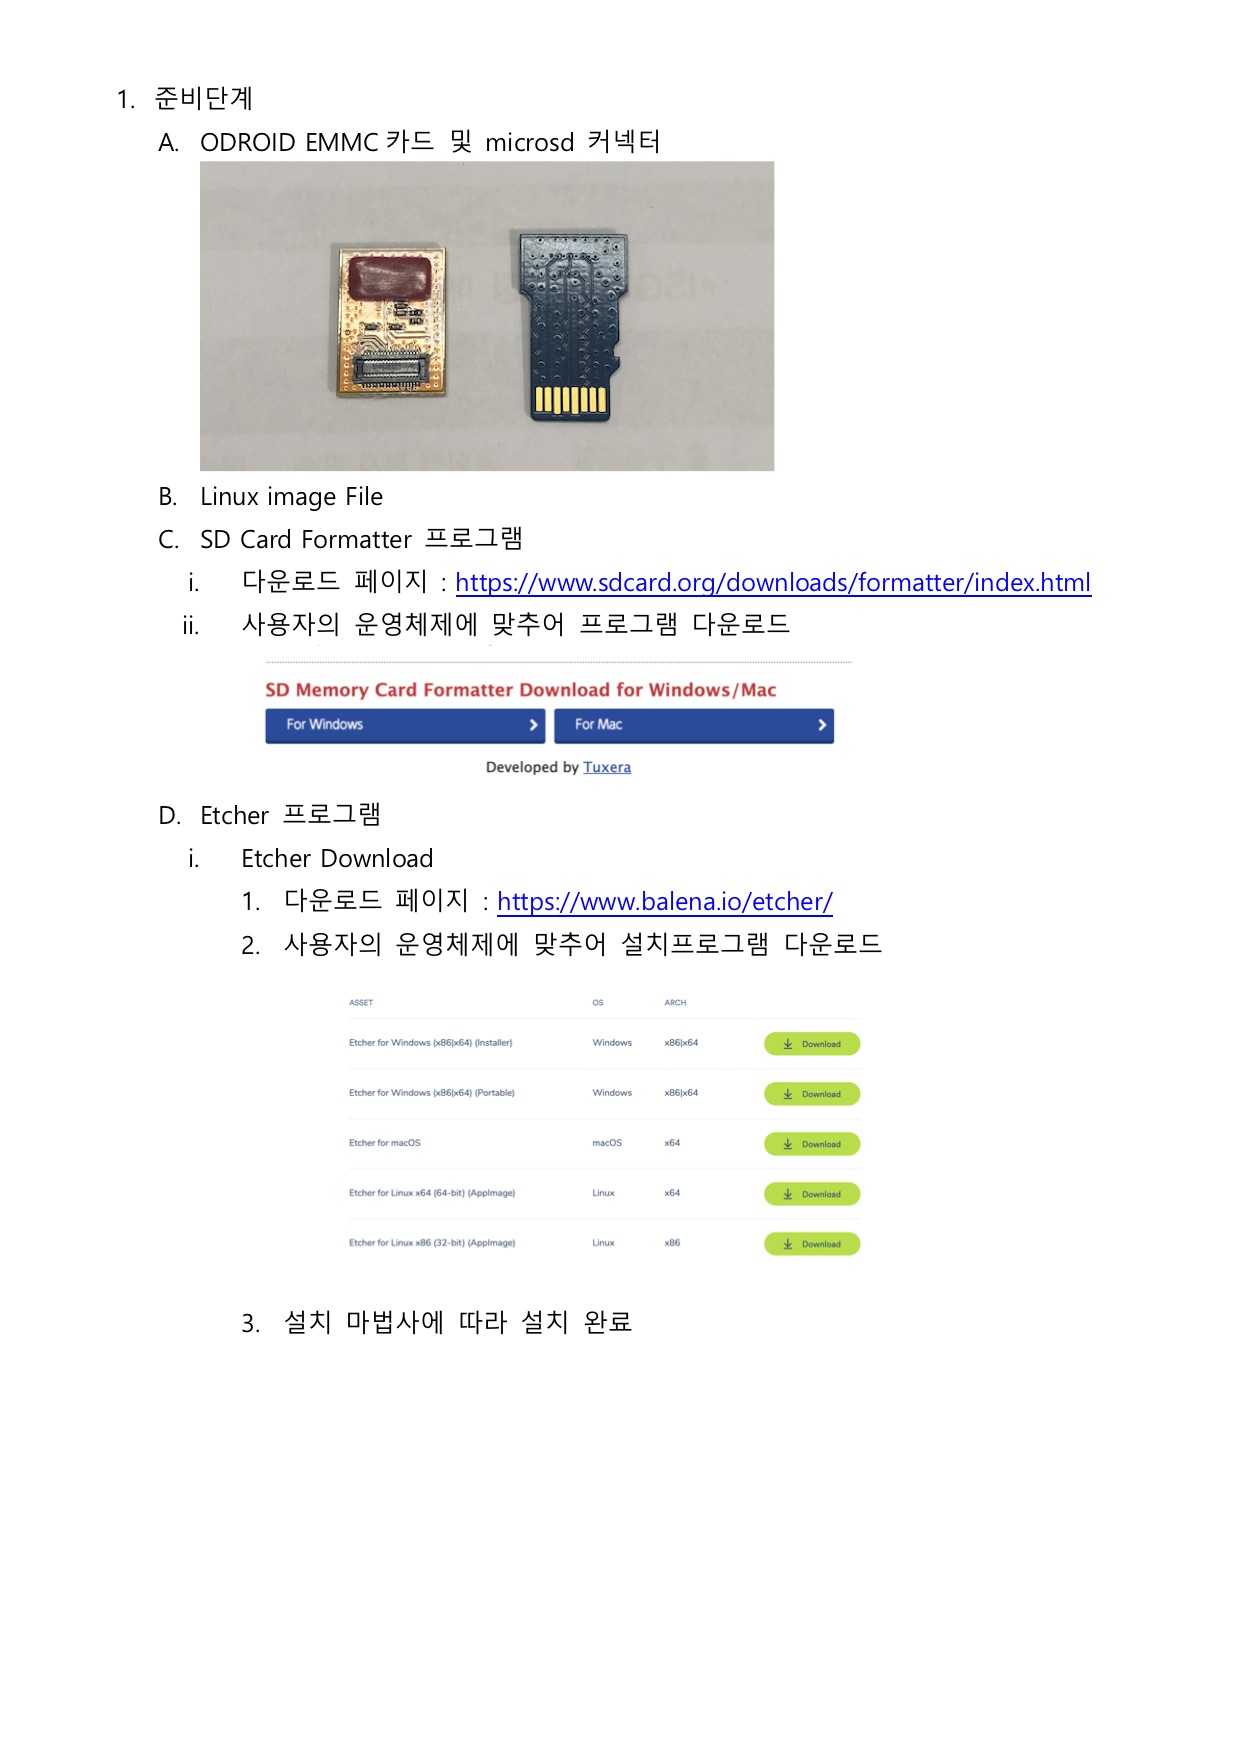 1. 준비단계
A. ODROID EMMC 카드 및 microsd 커넥터
B. Linux image File
C. SD Card Formatter 프로그램
i. 다운로드 페이지 : https://www.sdcard.org/downloads/formatter/index.html
ii. 사용자의 운영체제에 맞추어 프로그램 다운로드
SD Memory Card Formatter Download for Windows/Mac
For Windows For Mac
Developed by Tuxera
D. Etcher 프로그램
i. Etcher Download
1. 다운로드 페이지 : https://www.balena.io/etcher/
2. 사용자의 운영체제에 맞추어 설치프로그램 다운로드
ASSET OS ARCH
Etcher for Windows (x86|x64) (Installer) Windows x86|x64 Download
Etcher for Windows (x86|x64) (Portable) Windows x86|x64 Download
Etcher for macOS macOS x64 Download
Etcher for Linux x64 (64-bit) (AppImage) Linux x64 Download
Etcher for Linux x86 (32-bit) (AppImage) Linux x86 Download
3. 설치 마법사에 따라 설치 완료